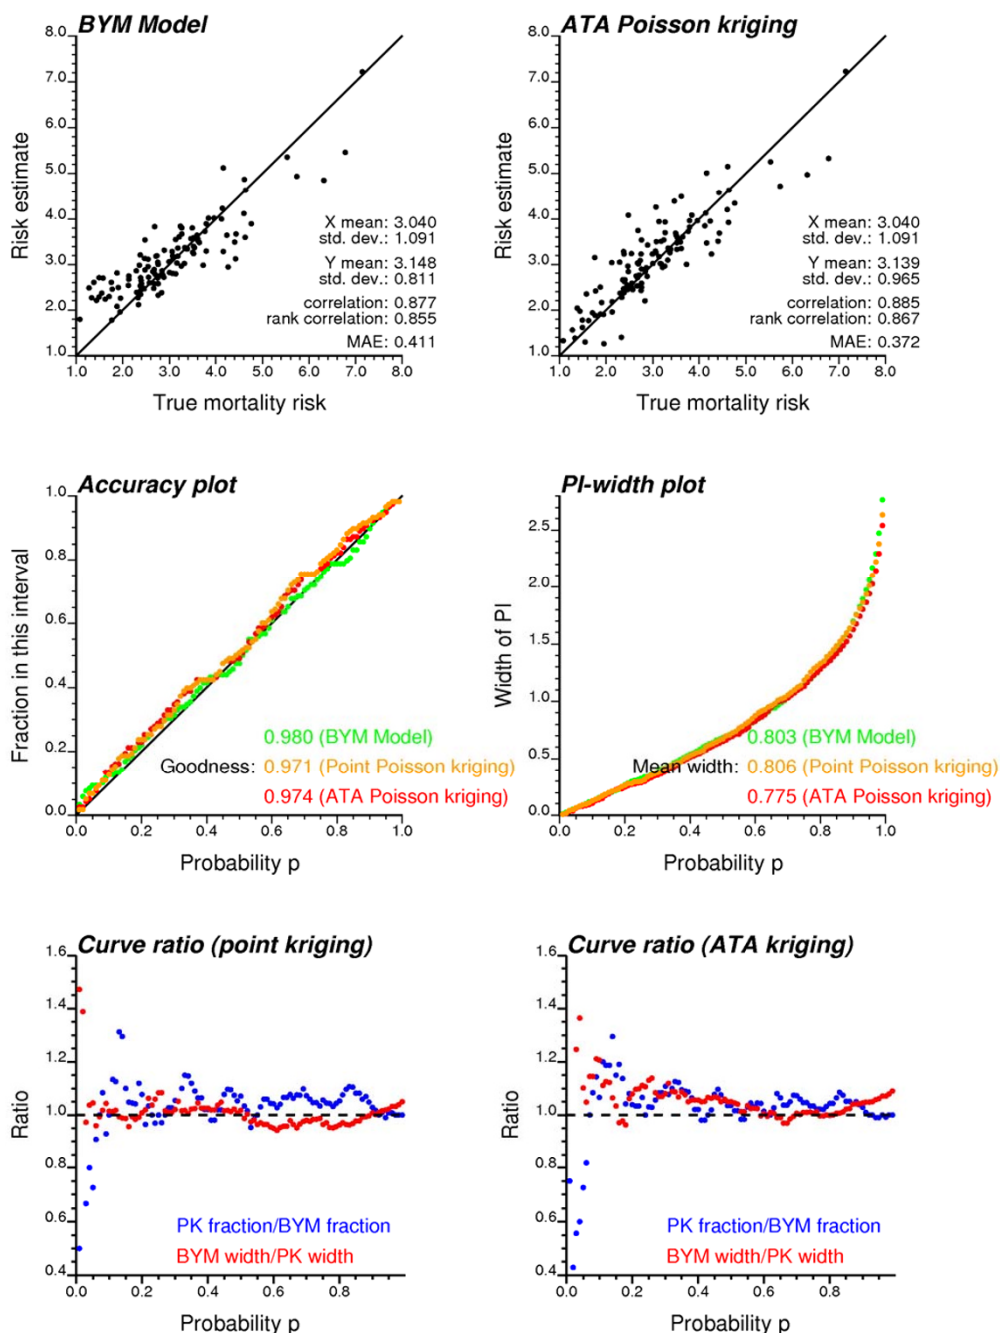 BYM Model
8.0
7.0
6.0
5.0
4.0
3.0
2.0
1.0
Risk estimate
X mean: 3.040
std. dev.: 1.091
Y mean: 3.148
std. dev.: 0.811
correlation: 0.877
rank correlation: 0.855
MAE: 0.411
1.0 2.0 3.0 4.0 5.0 6.0 7.0 8.0
True mortality risk
ATA Poisson kriging
8.0
7.0
6.0
5.0
4.0
3.0
2.0
1.0
Risk estimate
X mean: 3.040
std. dev.: 1.091
Y mean: 3.139
std. dev.: 0.965
correlation: 0.885
rank correlation: 0.867
MAE: 0.372
1.0 2.0 3.0 4.0 5.0 6.0 7.0 8.0
True mortality risk
Accuracy plot
1.0
0.8
0.6
0.4
0.2
0.0
Fraction in this interval
0.980 (BYM Model)
Goodness: 0.971 (Point Poisson kriging)
0.974 (ATA Poisson kriging)
0.0 0.2 0.4 0.6 0.8 1.0
Probability p
PI-width plot
2.5
2.0
1.5
1.0
0.5
0.0
Width of PI
0.803 (BYM Model)
Mean width: 0.806 (Point Poisson kriging)
0.775 (ATA Poisson kriging)
0.0 0.2 0.4 0.6 0.8 1.0
Probability p
Curve ratio (point kriging)
1.6
1.4
1.2
1.0
0.8
0.6
0.4
Ratio
PK fraction/BYM fraction
BYM width/PK width
0.0 0.2 0.4 0.6 0.8
Probability p
Curve ratio (ATA kriging)
1.6
1.4
1.2
1.0
0.8
0.6
0.4
Ratio
PK fraction/BYM fraction
BYM width/PK width
0.0 0.2 0.4 0.6 0.8
Probability p